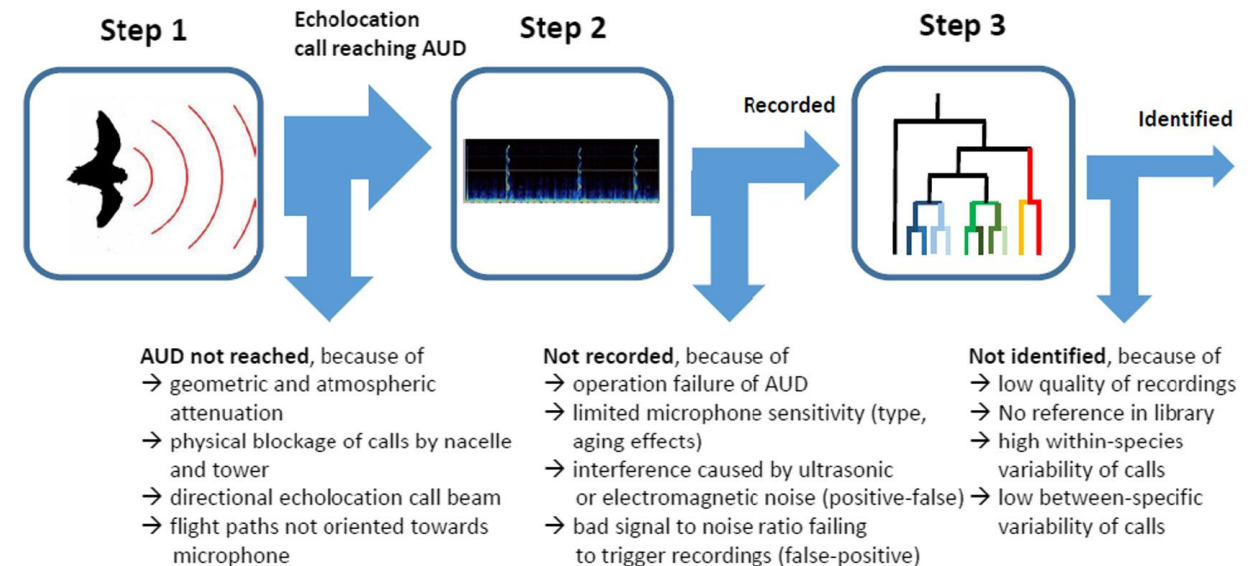 Step 1
Echolocation
call reaching AUD
Step 2
Recorded
Step 3
Identified
AUD not reached, because of
→ geometric and atmospheric
attenuation
→ physical blockage of calls by nacelle
and tower
→ directional echolocation call beam
→ flight paths not oriented towards
microphone
Not recorded, because of
→ operation failure of AUD
→ limited microphone sensitivity (type,
aging effects)
→ interference caused by ultrasonic
or electromagnetic noise (positive-false)
→ bad signal to noise ratio failing
to trigger recordings (false-positive)
Not identified, because of
→ low quality of recordings
→ No reference in library
→ high within-species
variability of calls
→ low between-specific
variability of calls